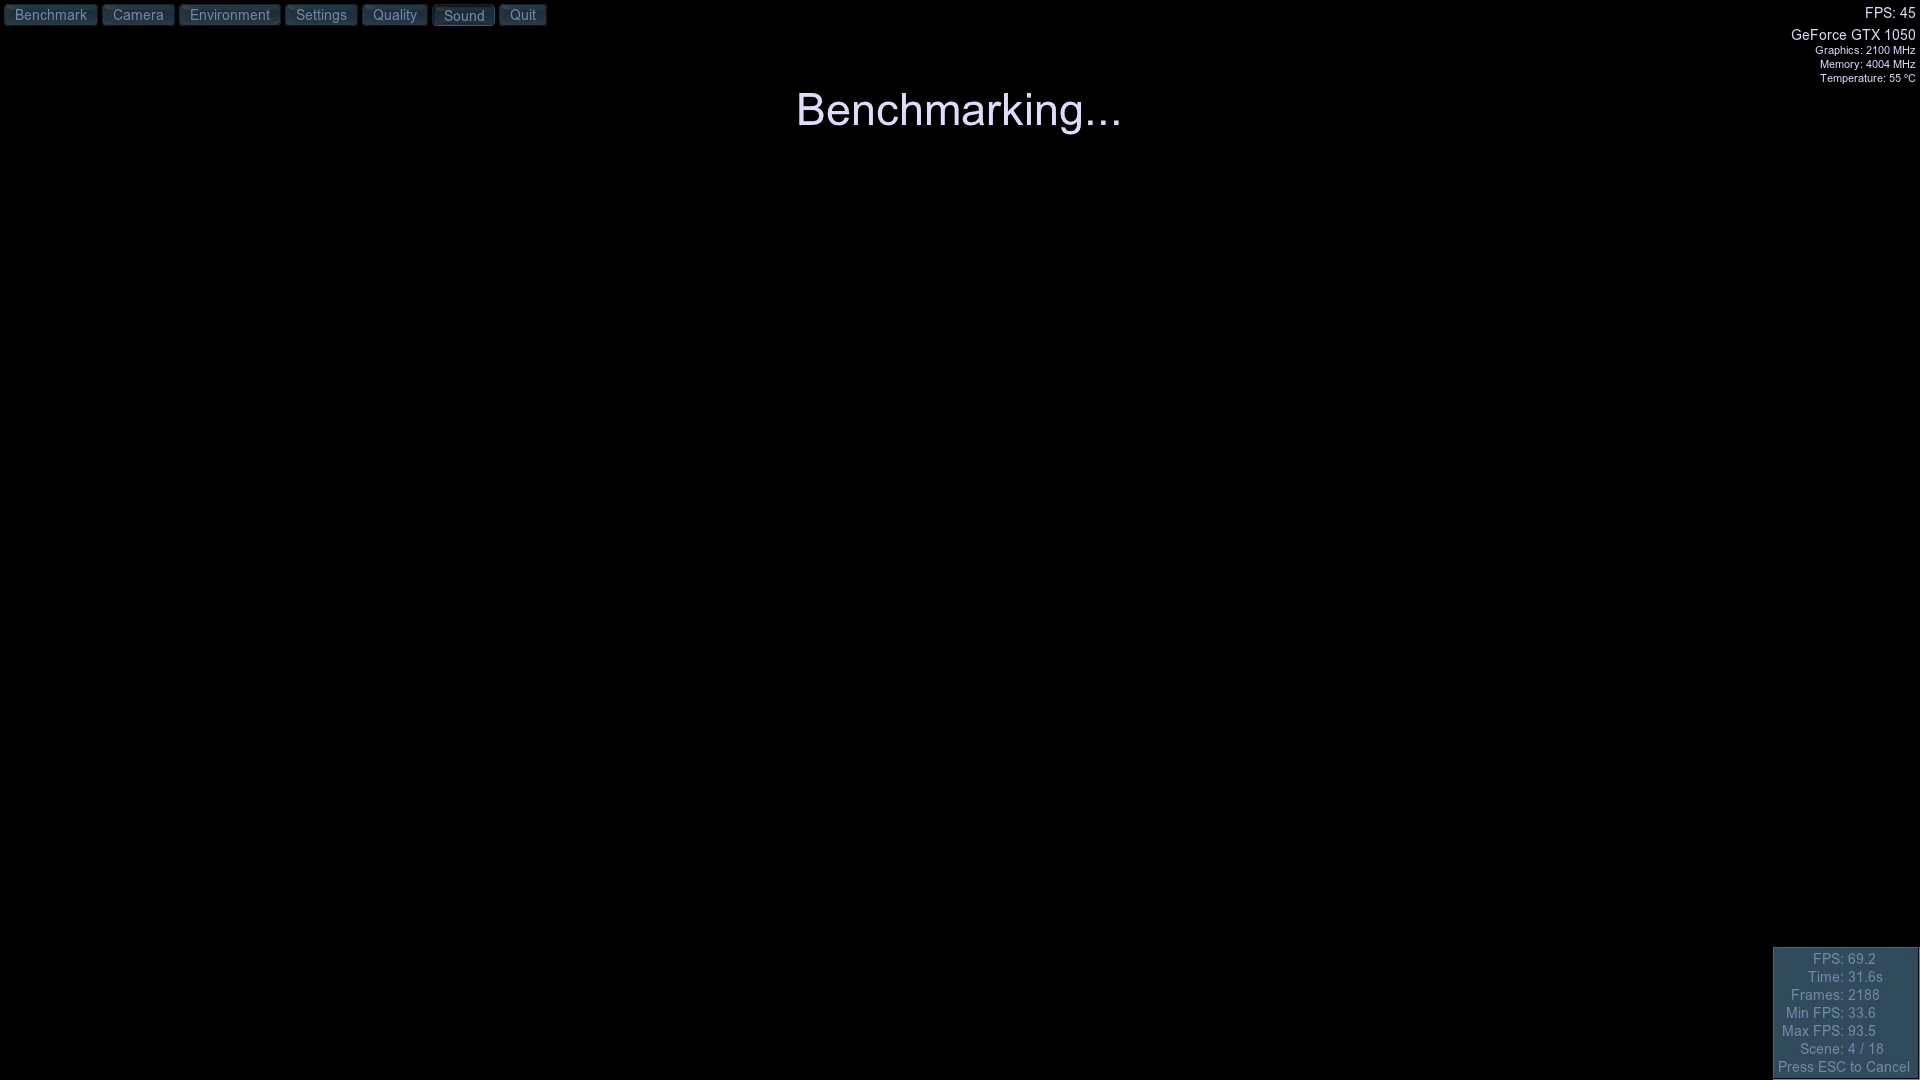 Benchmark Camera Environment Settings Quality Sound Quit
FPS: 45
GeForce GTX 1050
Graphics: 2100 MHz
Memory: 4004 MHz
Temperature: 55 °C
Benchmarking...
FPS: 69.2
Time: 31.6s
Frames: 2188
Min FPS: 33.6
Max FPS: 93.5
Scene: 4 / 18
Press ESC to Cancel